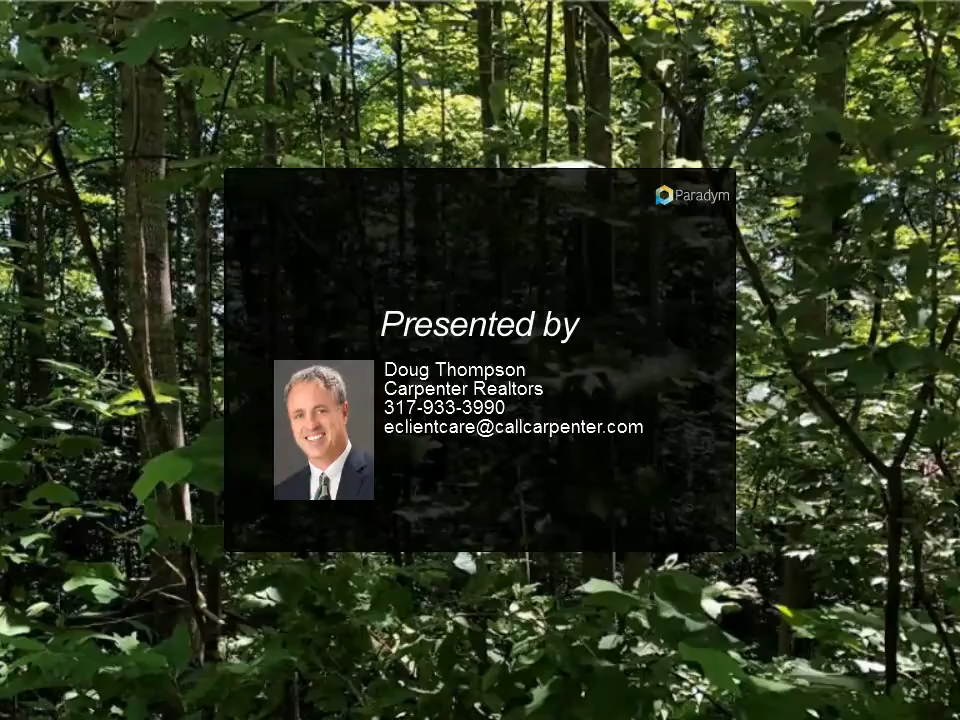 Paradym
Presented by
Doug Thompson
Carpenter Realtors
317-933-3990
eclientcare@callcarpenter.com